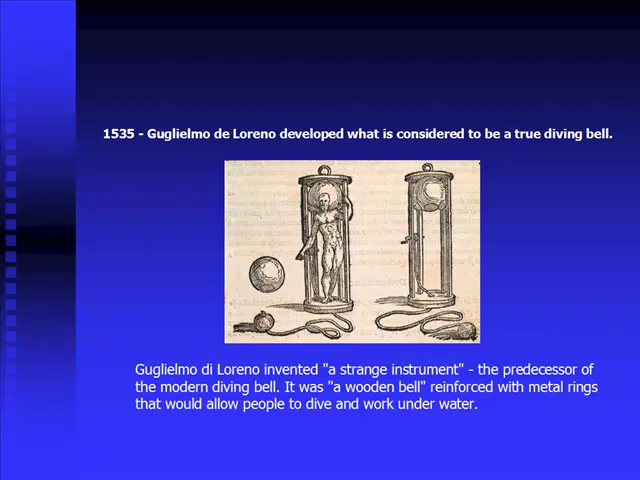 1535 - Guglielmo de Loreno developed what is considered to be a true diving bell.
Guglielmo di Loreno invented "a strange instrument" - the predecessor of
the modern diving bell. It was "a wooden bell" reinforced with metal rings
that would allow people to dive and work under water.